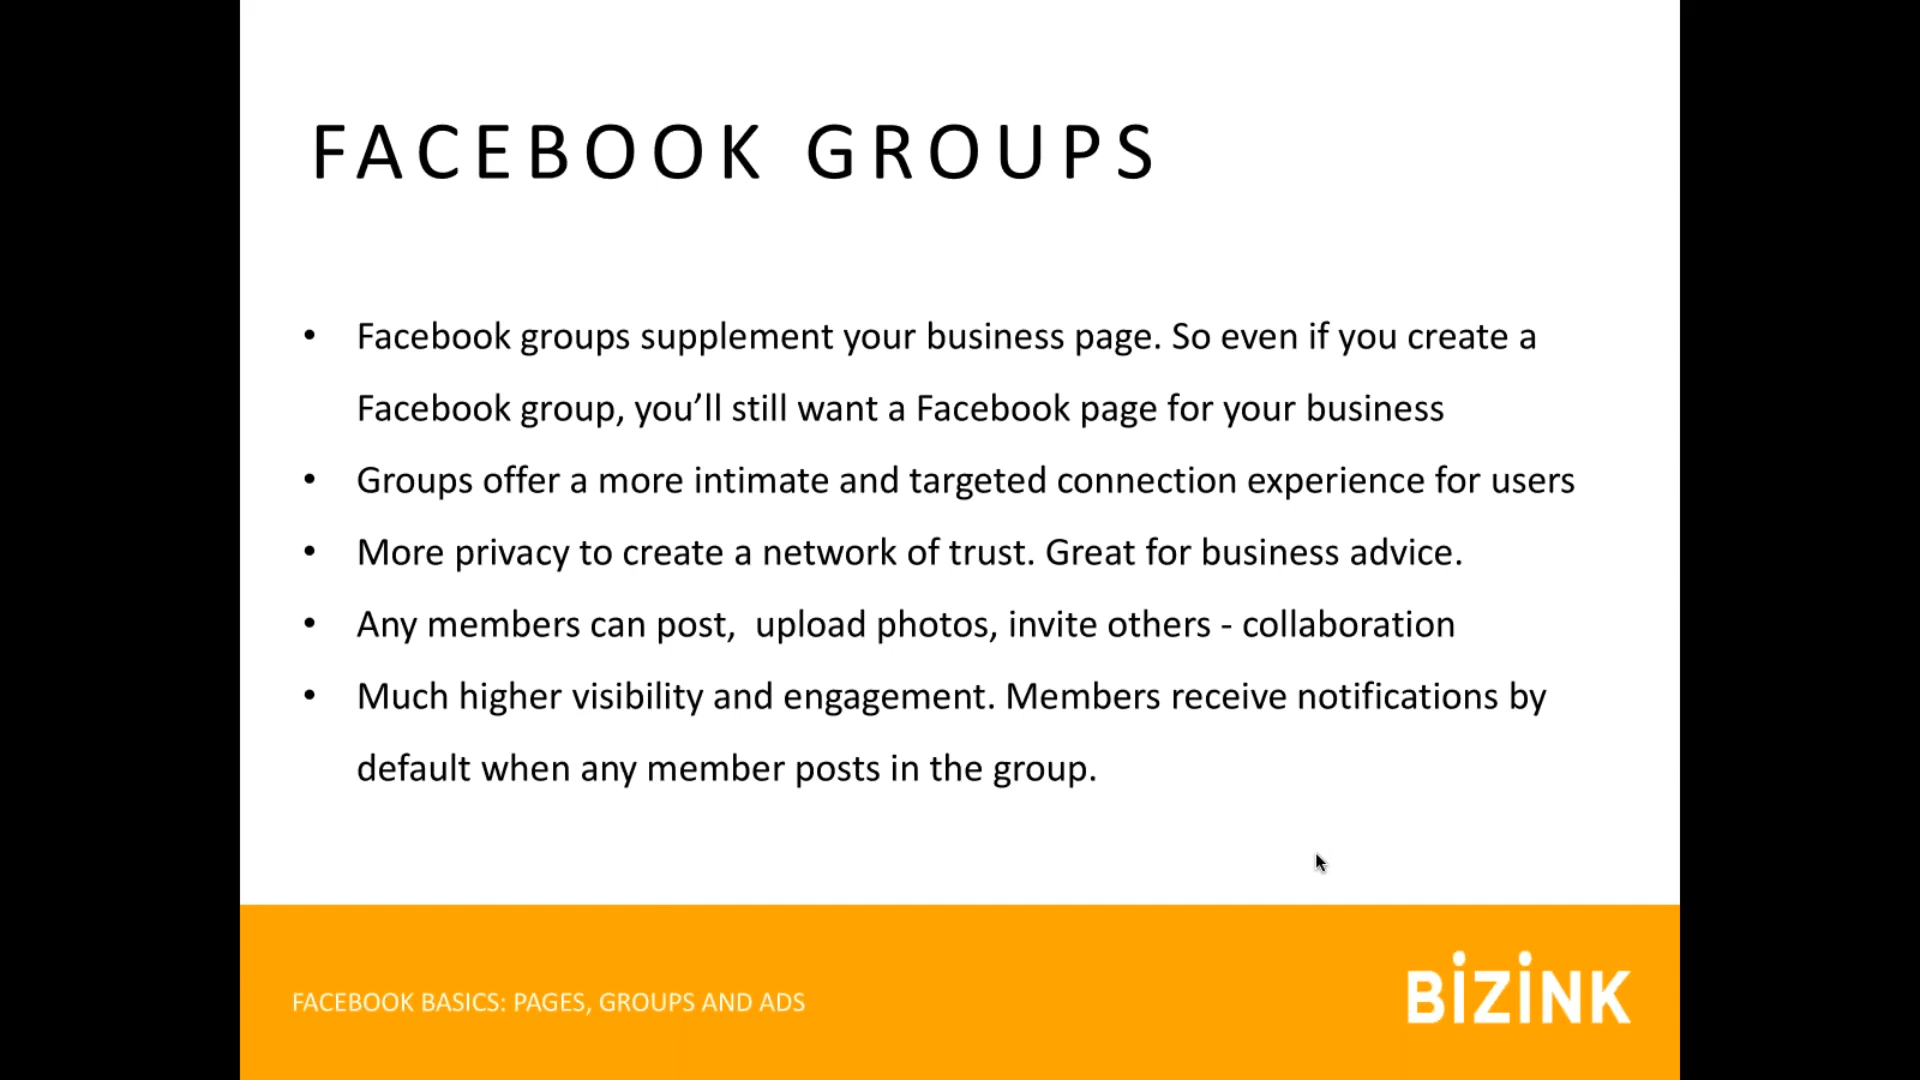 FACEBOOK GROUPS
• Facebook groups supplement your business page. So even if you create a
Facebook group, you’ll still want a Facebook page for your business
• Groups offer a more intimate and targeted connection experience for users
• More privacy to create a network of trust. Great for business advice.
• Any members can post,  upload photos, invite others - collaboration
• Much higher visibility and engagement. Members receive notifications by
default when any member posts in the group.
FACEBOOK BASICS: PAGES, GROUPS AND ADS
BiZiNK